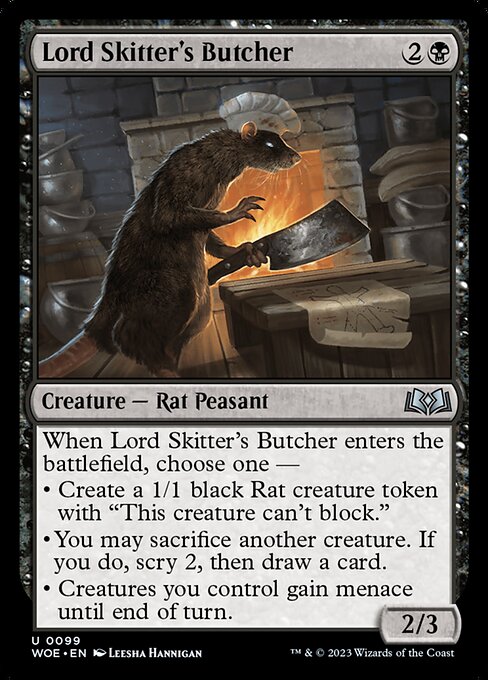 Lord Skitter's Butcher 2
Creature — Rat Peasant
When Lord Skitter's Butcher enters the
battlefield, choose one —
• Create a 1/1 black Rat creature token
with “This creature can't block.”
• You may sacrifice another creature. If
you do, scry 2, then draw a card.
• Creatures you control gain menace
until end of turn.
2/3
U 0099
WOE • EN Leesha Hannigan
™ & © 2023 Wizards of the Coast